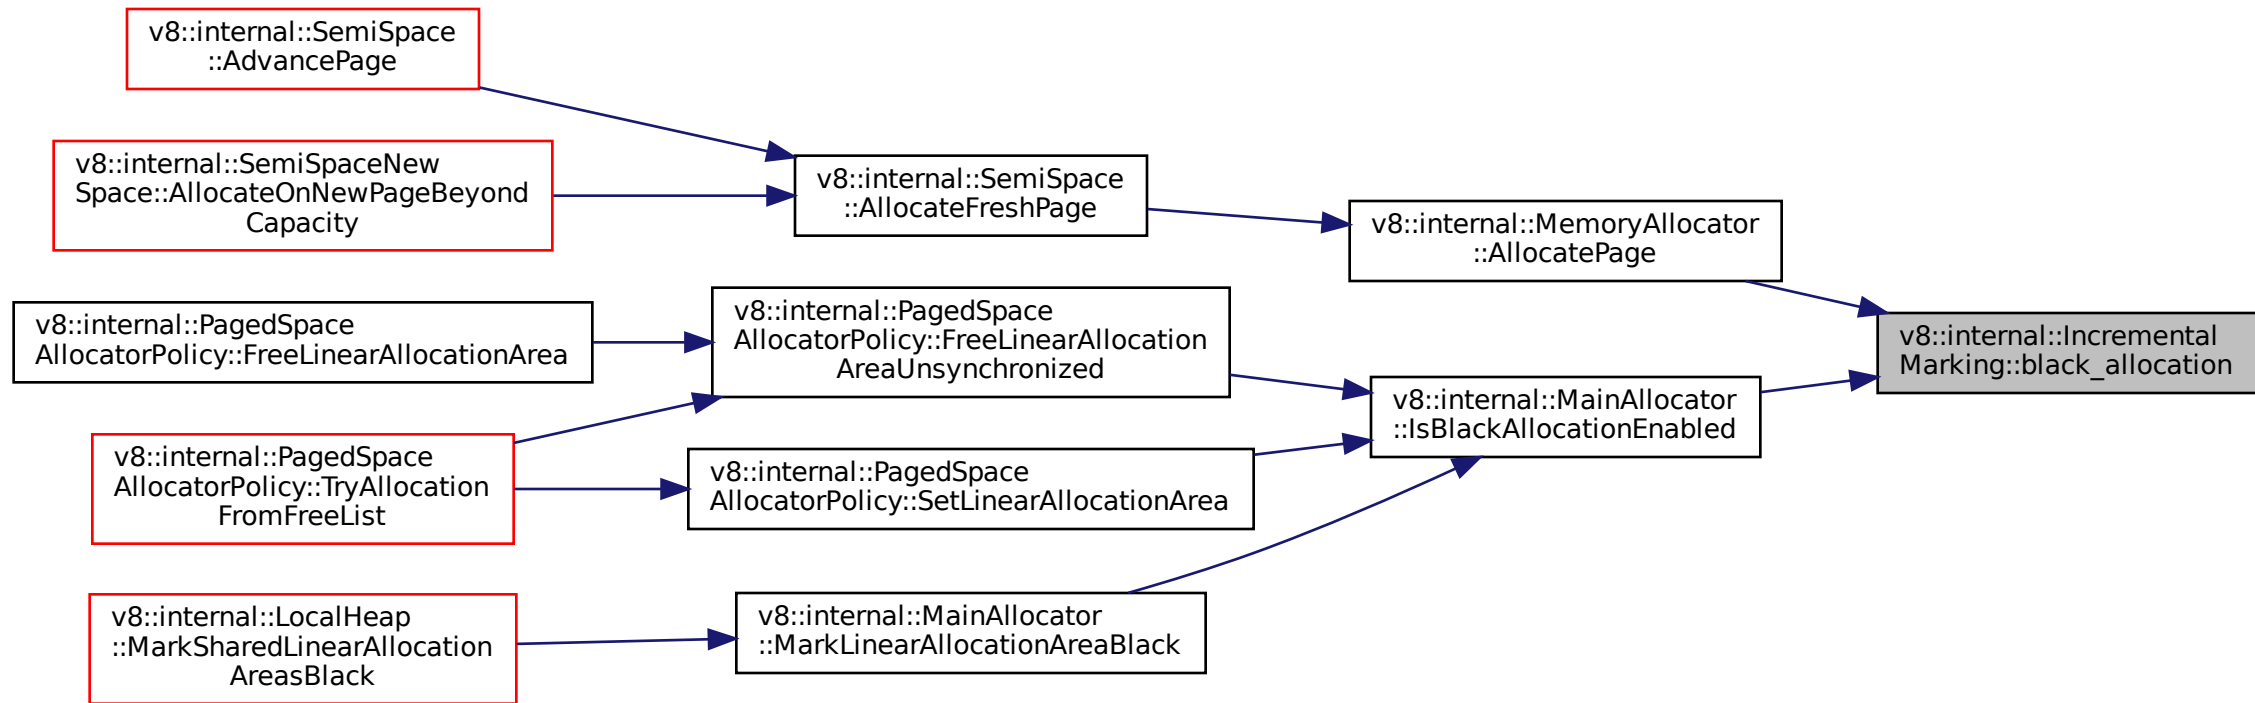 v8::internal::SemiSpace
::AdvancePage
v8::internal::SemiSpaceNew
Space::AllocateOnNewPageBeyond
Capacity
v8::internal::SemiSpace
::AllocateFreshPage
v8::internal::MemoryAllocator
::AllocatePage
v8::internal::PagedSpace
AllocatorPolicy::FreeLinearAllocationArea
v8::internal::PagedSpace
AllocatorPolicy::FreeLinearAllocation
AreaUnsynchronized
v8::internal::Incremental
Marking::black_allocation
v8::internal::MainAllocator
::IsBlackAllocationEnabled
v8::internal::PagedSpace
AllocatorPolicy::TryAllocation
FromFreeList
v8::internal::PagedSpace
AllocatorPolicy::SetLinearAllocationArea
v8::internal::LocalHeap
::MarkSharedLinearAllocation
AreasBlack
v8::internal::MainAllocator
::MarkLinearAllocationAreaBlack